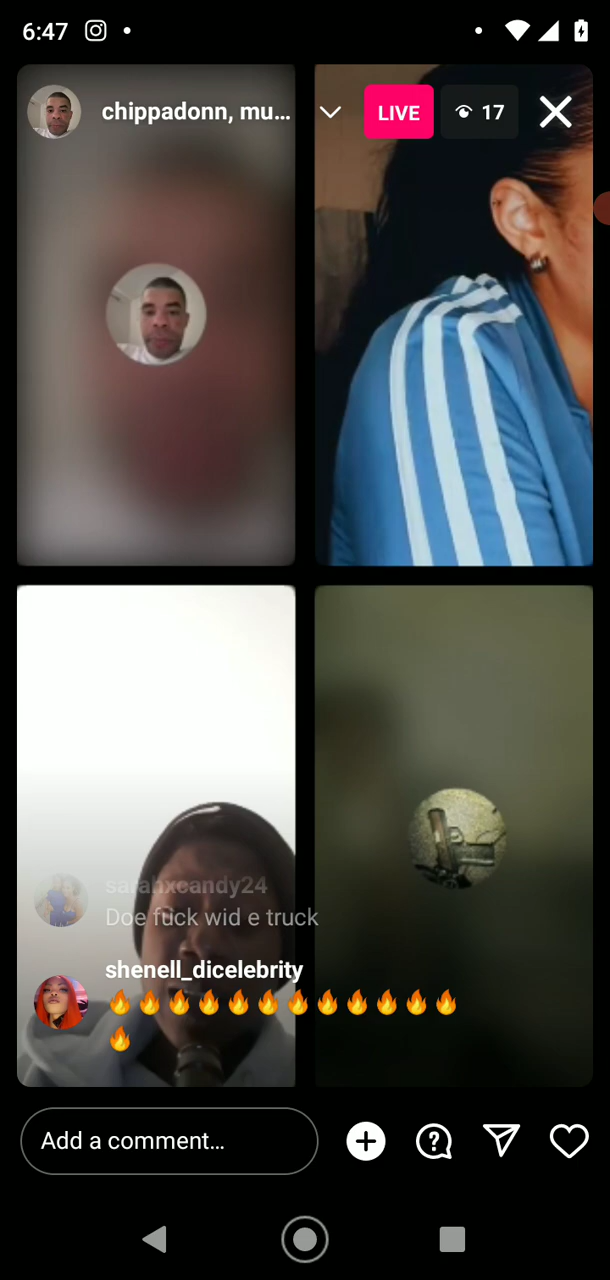 6:47
chippadonn, mu...
LIVE
17
sarahxcandy24
Doe fuck wid e truck
shenell_dicelebrity
🔥🔥🔥🔥🔥🔥🔥🔥🔥🔥🔥🔥
🔥
Add a comment...